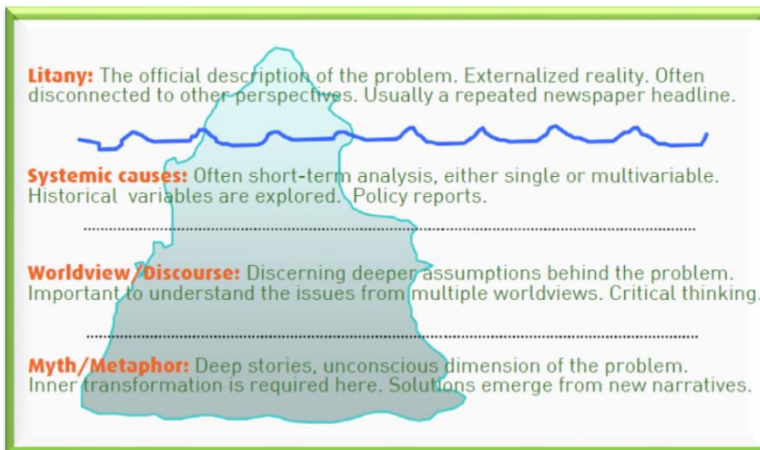 Litany: The official description of the problem. Externalized reality. Often
disconnected to other perspectives. Usually a repeated newspaper headline.
Systemic causes: Often short-term analysis, either single or multivariable.
Historical variables are explored. Policy reports.
Worldview/Discourse: Discerning deeper assumptions behind the problem.
Important to understand the issues from multiple worldviews. Critical thinking.
Myth/Metaphor: Deep stories, unconscious dimension of the problem.
Inner transformation is required here. Solutions emerge from new narratives.